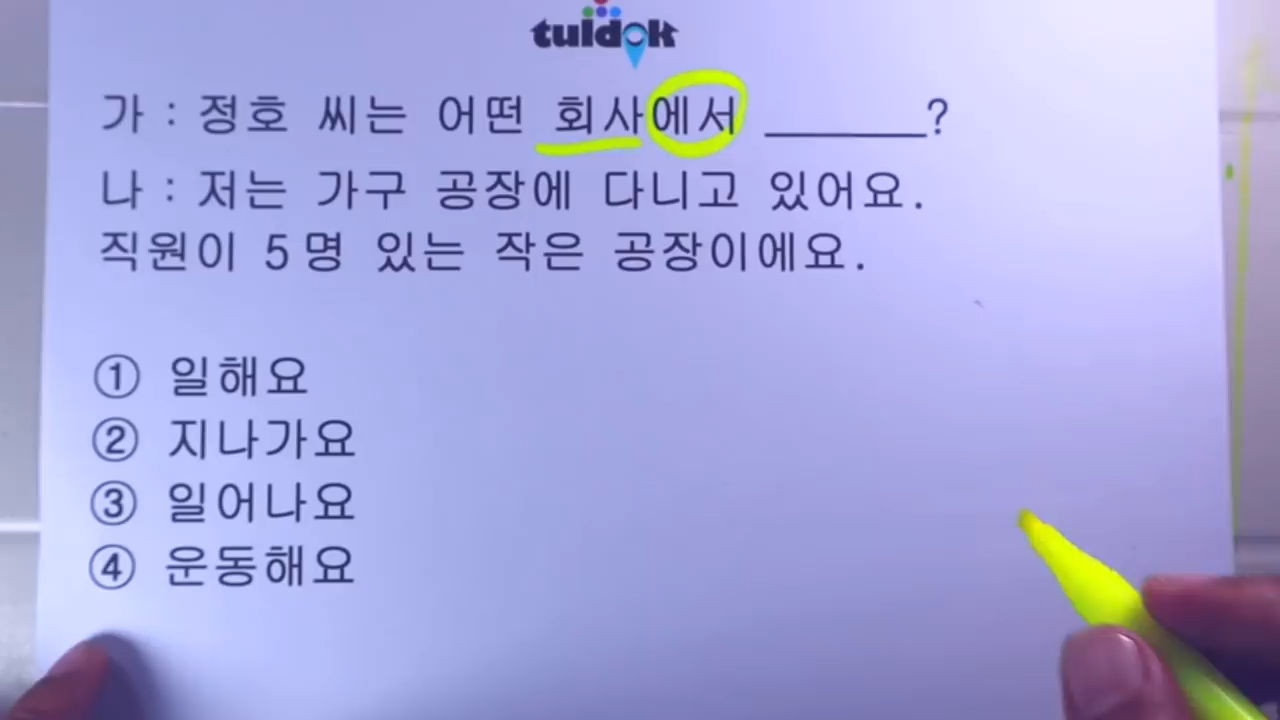 tuidok
가 : 정호 씨는 어떤 회사에서 ________?
나 : 저는 가구 공장에 다니고 있어요.
직원이 5명 있는 작은 공장이에요.
① 일해요
② 지나가요
③ 일어나요
④ 운동해요